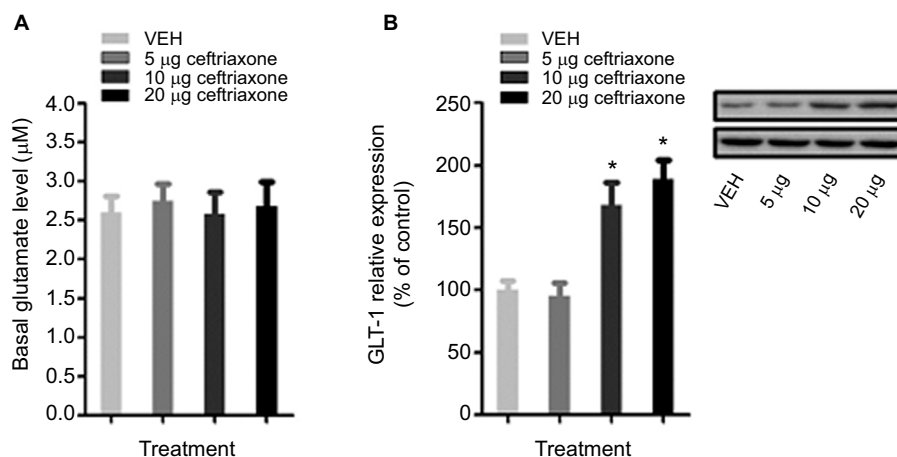 A
VEH
5 μg ceftriaxone
10 μg ceftriaxone
20 μg ceftriaxone
Basal glutamate level (μM)
4.0
3.5
3.0
2.5
2.0
1.5
1.0
0.5
0.0
Treatment
B
VEH
5 μg ceftriaxone
10 μg ceftriaxone
20 μg ceftriaxone
GLT-1 relative expression
(% of control)
250
200
150
100
50
0
*
*
Treatment
VEH
5 μg
10 μg
20 μg